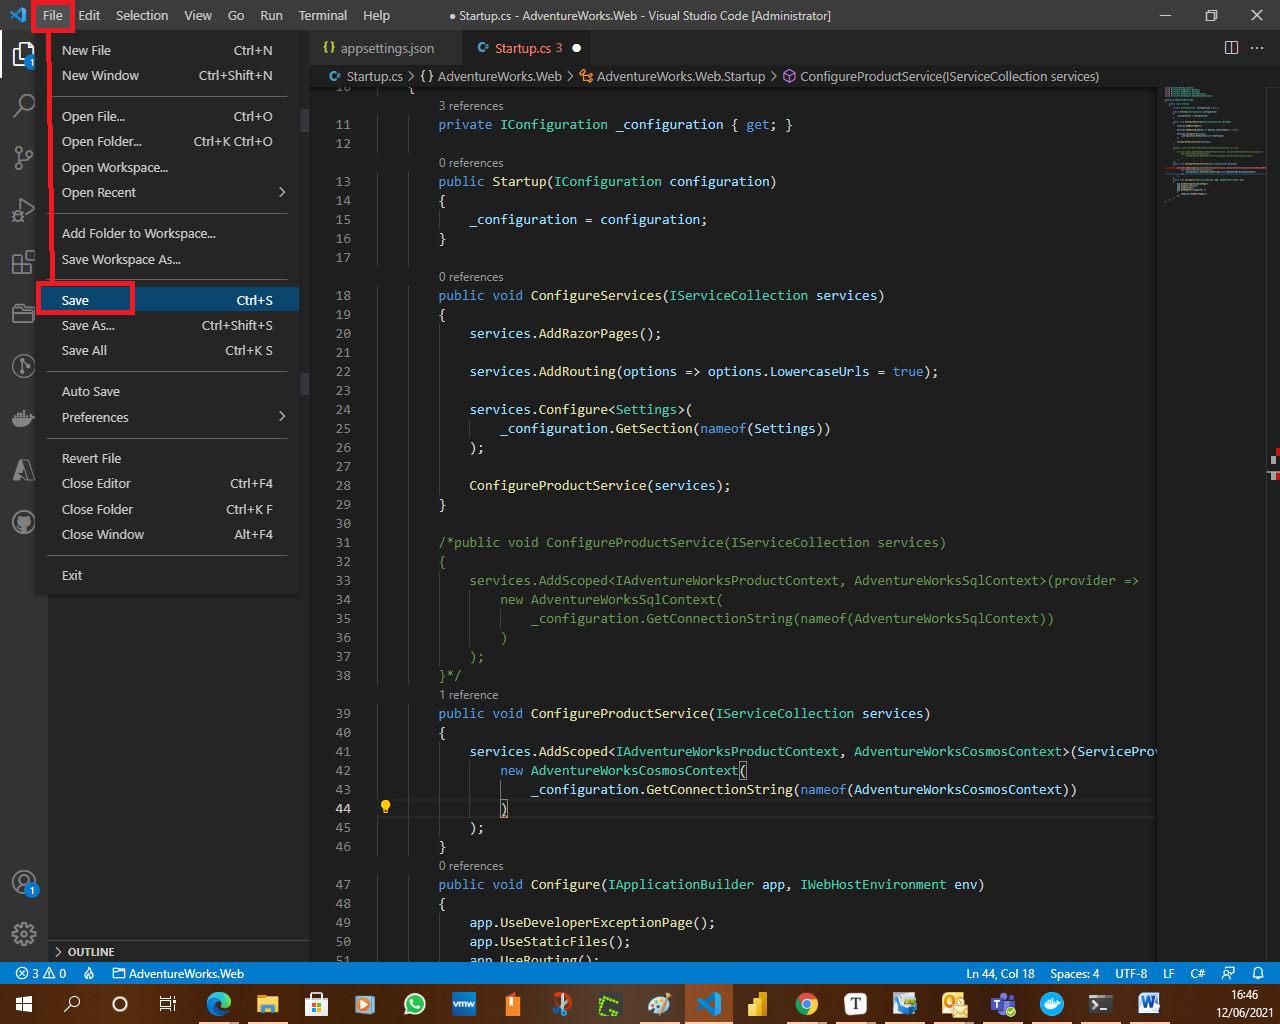 File Edit Selection View Go Run Terminal Help ● Startup.cs - AdventureWorks.Web - Visual Studio Code [Administrator]
New File Ctrl+N
New Window Ctrl+Shift+N
Open File... Ctrl+O
Open Folder... Ctrl+K Ctrl+O
Open Workspace...
Open Recent
Add Folder to Workspace...
Save Workspace As...
Save Ctrl+S
Save As... Ctrl+Shift+S
Save All Ctrl+K S
Auto Save
Preferences
Revert File
Close Editor Ctrl+F4
Close Folder Ctrl+K F
Close Window Alt+F4
Exit
1
1
OUTLINE
{} appsettings.json C# Startup.cs 3 ●
C# Startup.cs > {} AdventureWorks.Web > AdventureWorks.Web.Startup > ConfigureProductService(IServiceCollection services)
10 {
3 references
11 private IConfiguration _configuration { get; }
12
0 references
13 public Startup(IConfiguration configuration)
14 {
15 _configuration = configuration;
16 }
17
0 references
18 public void ConfigureServices(IServiceCollection services)
19 {
20 services.AddRazorPages();
21
22 services.AddRouting(options => options.LowercaseUrls = true);
23
24 services.Configure<Settings>(
25 _configuration.GetSection(nameof(Settings))
26 );
27
28 ConfigureProductService(services);
29 }
30
31 /*public void ConfigureProductService(IServiceCollection services)
32 {
33 services.AddScoped<IAdventureWorksProductContext, AdventureWorksSqlContext>(provider =>
34 new AdventureWorksSqlContext(
35 _configuration.GetConnectionString(nameof(AdventureWorksSqlContext))
36 )
37 );
38 }*/
1 reference
39 public void ConfigureProductService(IServiceCollection services)
40 {
41 services.AddScoped<IAdventureWorksProductContext, AdventureWorksCosmosContext>(ServicePro
42 new AdventureWorksCosmosContext(
43 _configuration.GetConnectionString(nameof(AdventureWorksCosmosContext))
44 )
45 );
46 }
0 references
47 public void Configure(IApplicationBuilder app, IWebHostEnvironment env)
48 {
49 app.UseDeveloperExceptionPage();
50 app.UseStaticFiles();
51 app.UseRouting();
3 0 AdventureWorks.Web Ln 44, Col 18 Spaces: 4 UTF-8 LF C#
vmw T W
16:46
12/06/2021